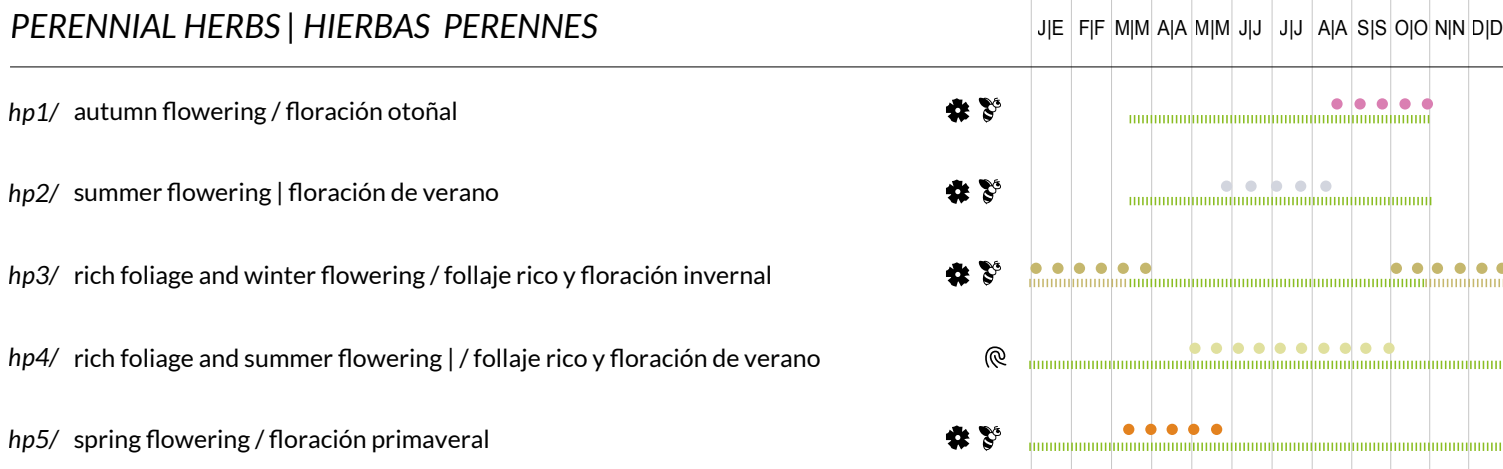 PERENNIAL HERBS | HIERBAS PERENNES J|E F|F M|M A|A M|M J|J J|J A|A S|S O|O N|N D|D
hp1/ autumn flowering / floración otoñal
hp2/ summer flowering | floración de verano
hp3/ rich foliage and winter flowering / follaje rico y floración invernal
hp4/ rich foliage and summer flowering | / follaje rico y floración de verano
hp5/ spring flowering / floración primaveral